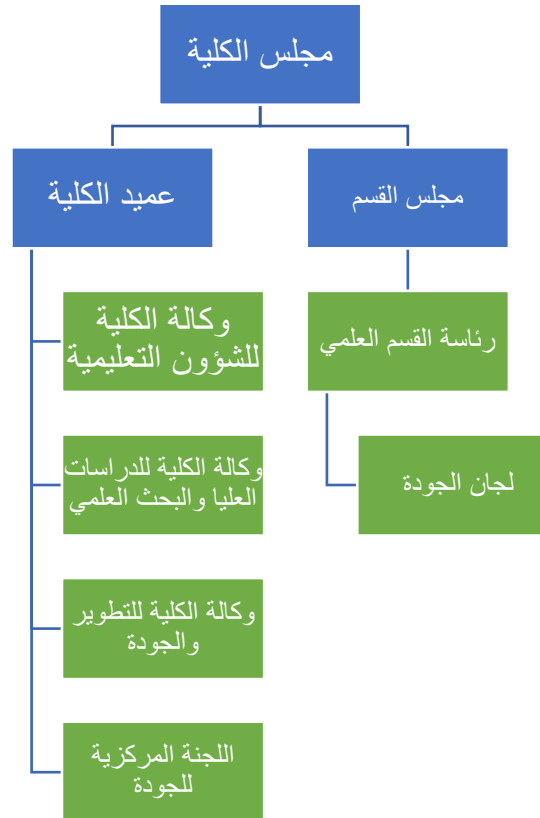 مجلس الكلية
مجلس القسم
عميد الكلية
رئاسة القسم العلمي
لجان الجودة
وكالة الكلية
للشؤون التعليمية
وكالة الكلية للدراسات
العليا والبحث العلمي
وكالة الكلية للتطوير
والجودة
اللجنة المركزية
للجودة